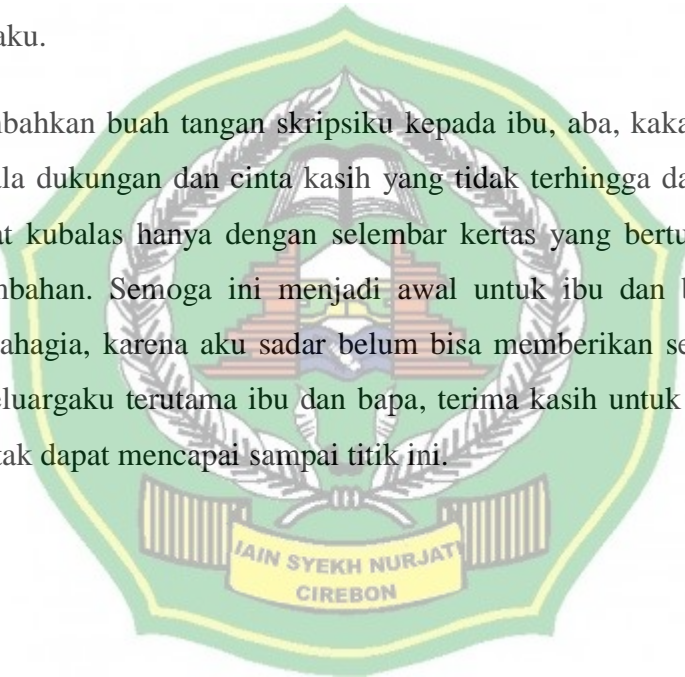 aku.
nbahkan buah tangan skripsiku kepada ibu, aba, kaka
ala dukungan dan cinta kasih yang tidak terhingga da
at kubalas hanya dengan selembar kertas yang bertu
mbahan. Semoga ini menjadi awal untuk ibu dan b
ahagia, karena aku sadar belum bisa memberikan se
eluargaku terutama ibu dan bapa, terima kasih untuk
tak dapat mencapai sampai titik ini.
IAIN SYEKH NURJATI
CIREBON